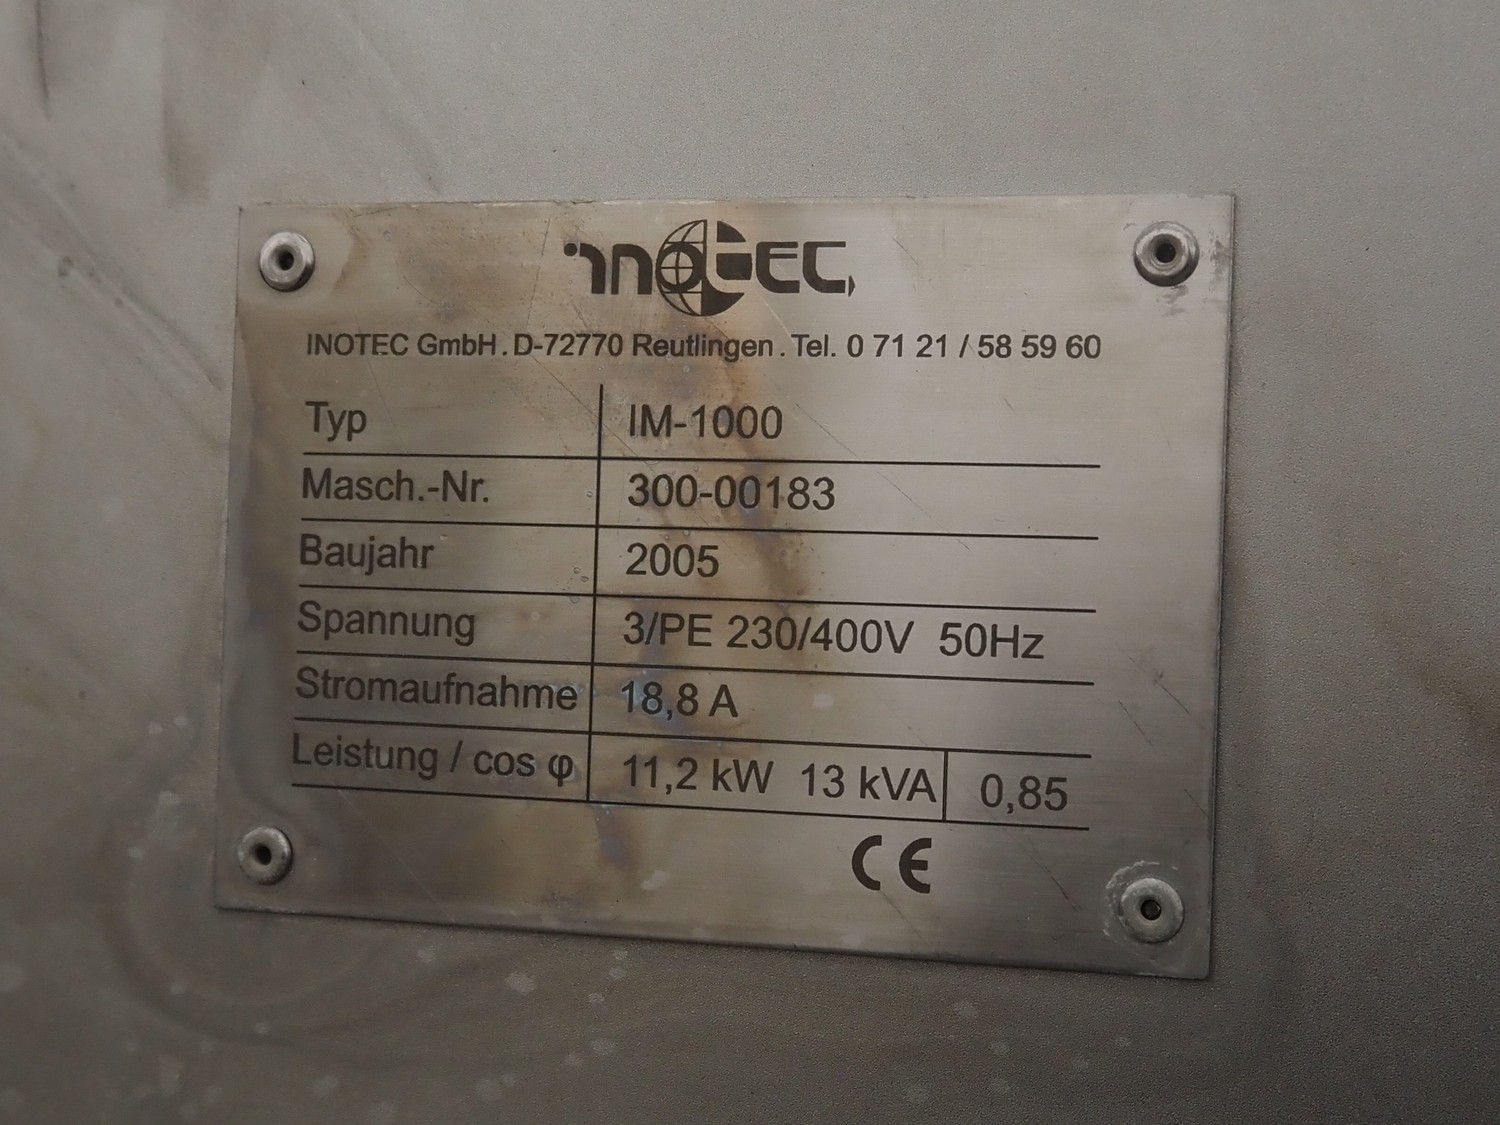 inotec
INOTEC GmbH . D-72770 Reutlingen . Tel. 0 71 21 / 58 59 60
Typ IM-1000
Masch.-Nr. 300-00183
Baujahr 2005
Spannung 3/PE 230/400V 50Hz
Stromaufnahme 18,8 A
Leistung / cos φ 11,2 kW 13 kVA 0,85
CE